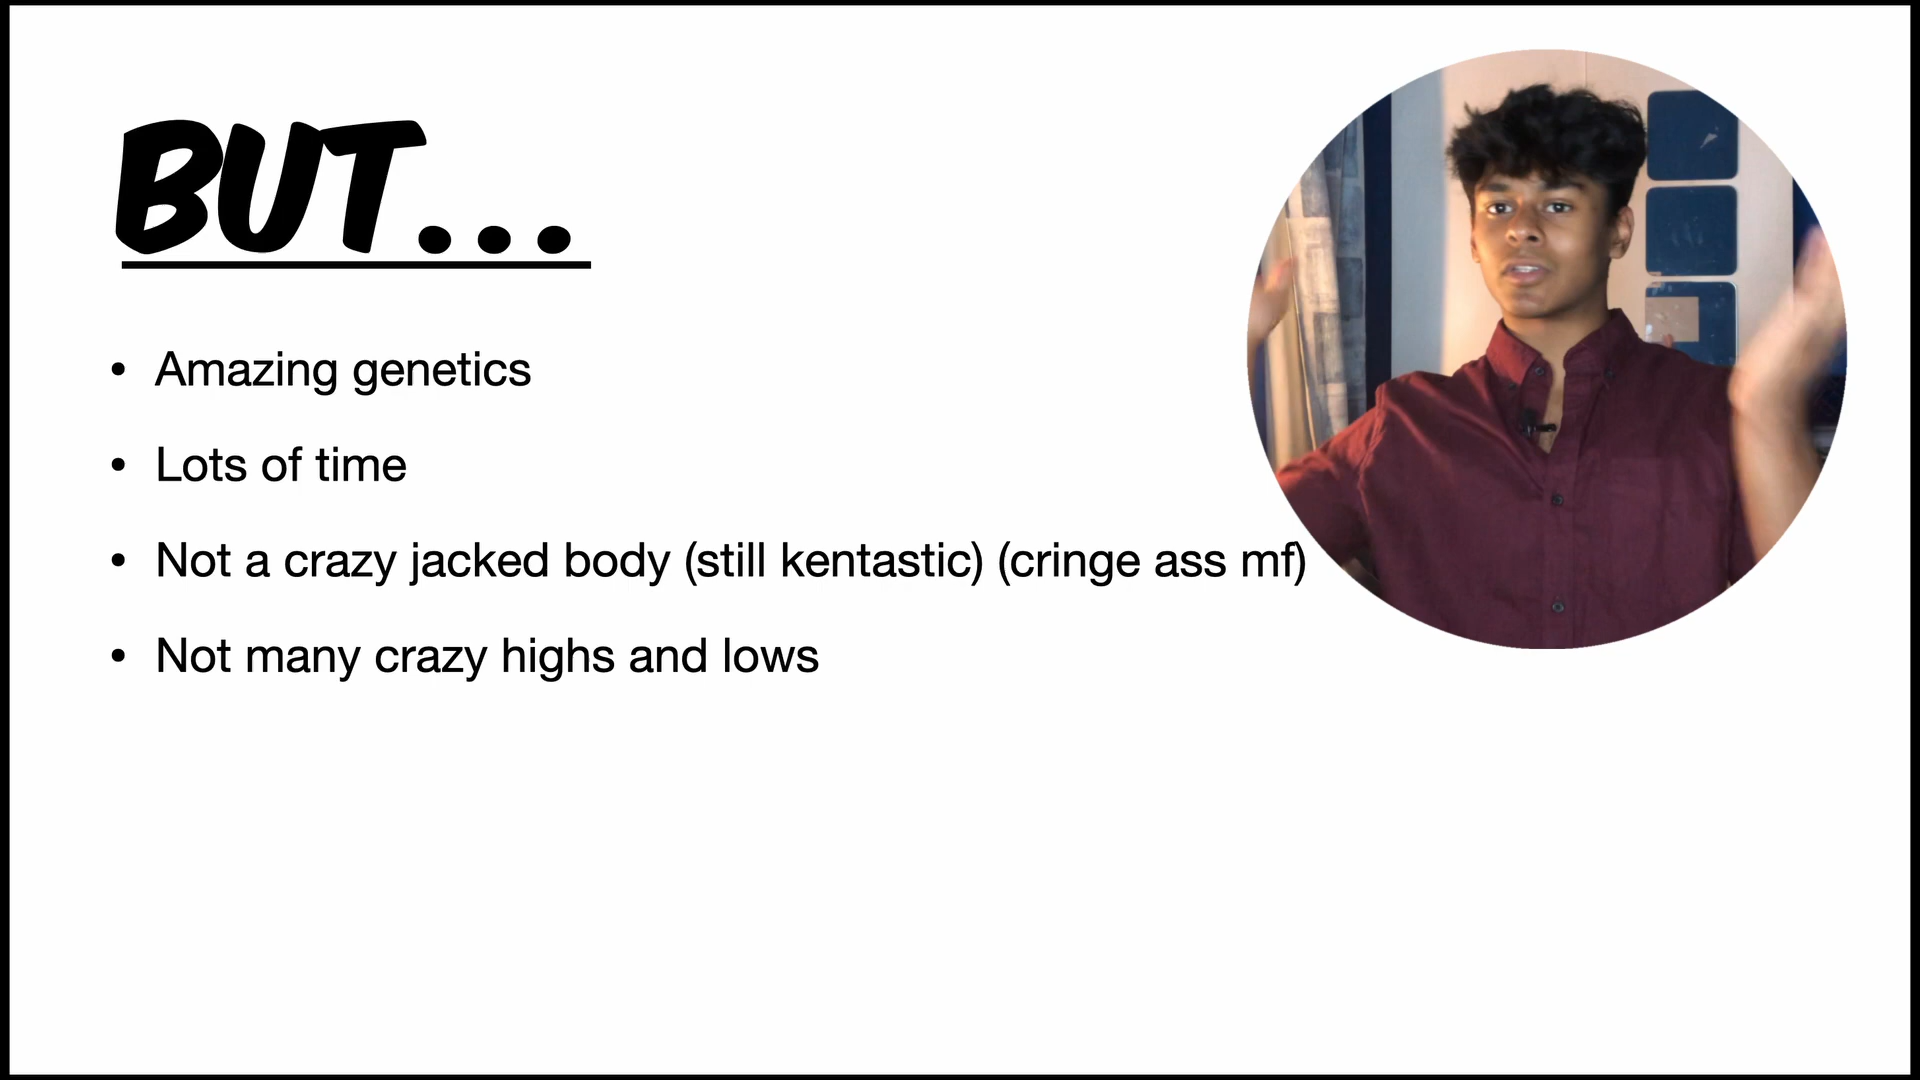 BUT...
• Amazing genetics
• Lots of time
• Not a crazy jacked body (still kentastic) (cringe ass mf)
• Not many crazy highs and lows